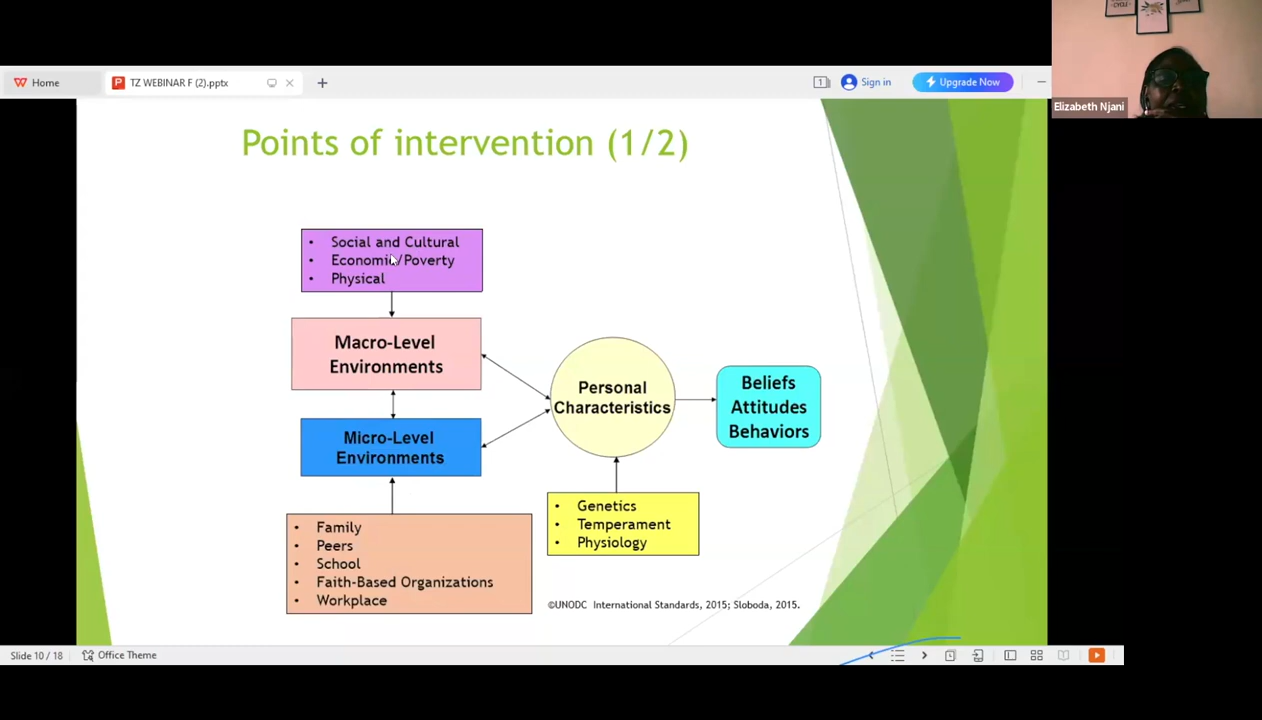 Home
TZ WEBINAR F (2).pptx
1
Sign in
Upgrade Now
Elizabeth Njani
Points of intervention (1/2)
• Social and Cultural
• Economic/Poverty
• Physical
Macro-Level
Environments
Micro-Level
Environments
Personal
Characteristics
Beliefs
Attitudes
Behaviors
• Family
• Peers
• School
• Faith-Based Organizations
• Workplace
• Genetics
• Temperament
• Physiology
©UNODC International Standards, 2015; Sloboda, 2015.
Slide 10 / 18
Office Theme